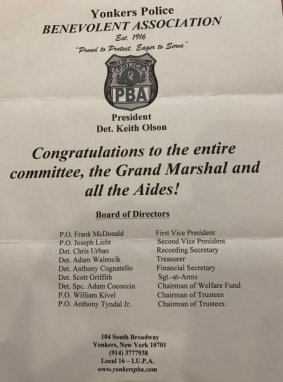 Yonkers Police
BENEVOLENT ASSOCIATION
Est. 1916
"Proud to Protect, Eager to Serve"
PBA
President
Det. Keith Olson
Congratulations to the entire
committee, the Grand Marshal and
all the Aides!
Board of Directors
P.O. Frank McDonald First Vice President
P.O. Joseph Licht Second Vice President
Det. Chris Urban Recording Secretary
Det. Adam Walencik Treasurer
Det. Anthony Cognatello Financial Secretary
Det. Scott Griffith Sgt.-at-Arms
Det. Spc. Adam Cococcia Chairman of Welfare Fund
P.O. William Kivel Chairman of Trustees
P.O. Anthony Tyndal Jr. Chairman of Trustees
104 South Broadway
Yonkers, New York 10701
(914) 3777938
Local 16 – I.U.P.A.
www.yonkerspba.com